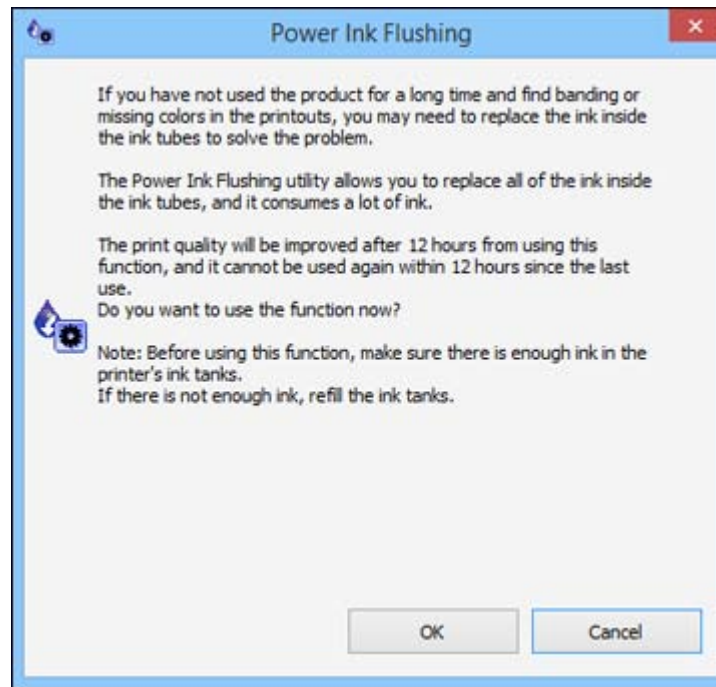 Power Ink Flushing
If you have not used the product for a long time and find banding or
missing colors in the printouts, you may need to replace the ink inside
the ink tubes to solve the problem.
The Power Ink Flushing utility allows you to replace all of the ink inside
the ink tubes, and it consumes a lot of ink.
The print quality will be improved after 12 hours from using this
function, and it cannot be used again within 12 hours since the last
use.
Do you want to use the function now?
Note: Before using this function, make sure there is enough ink in the
printer's ink tanks.
If there is not enough ink, refill the ink tanks.
OK
Cancel